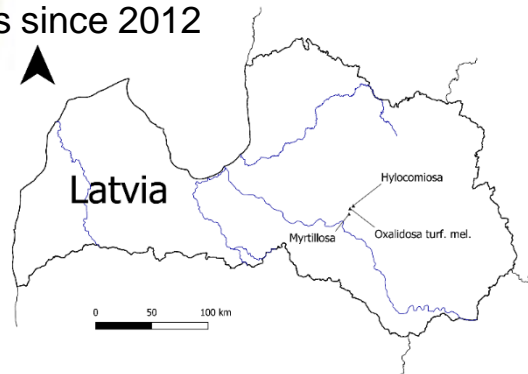 s since 2012
Latvia
Hylocomiosa
Oxalidosa turf. mel.
Myrtillosa
0 50 100 km